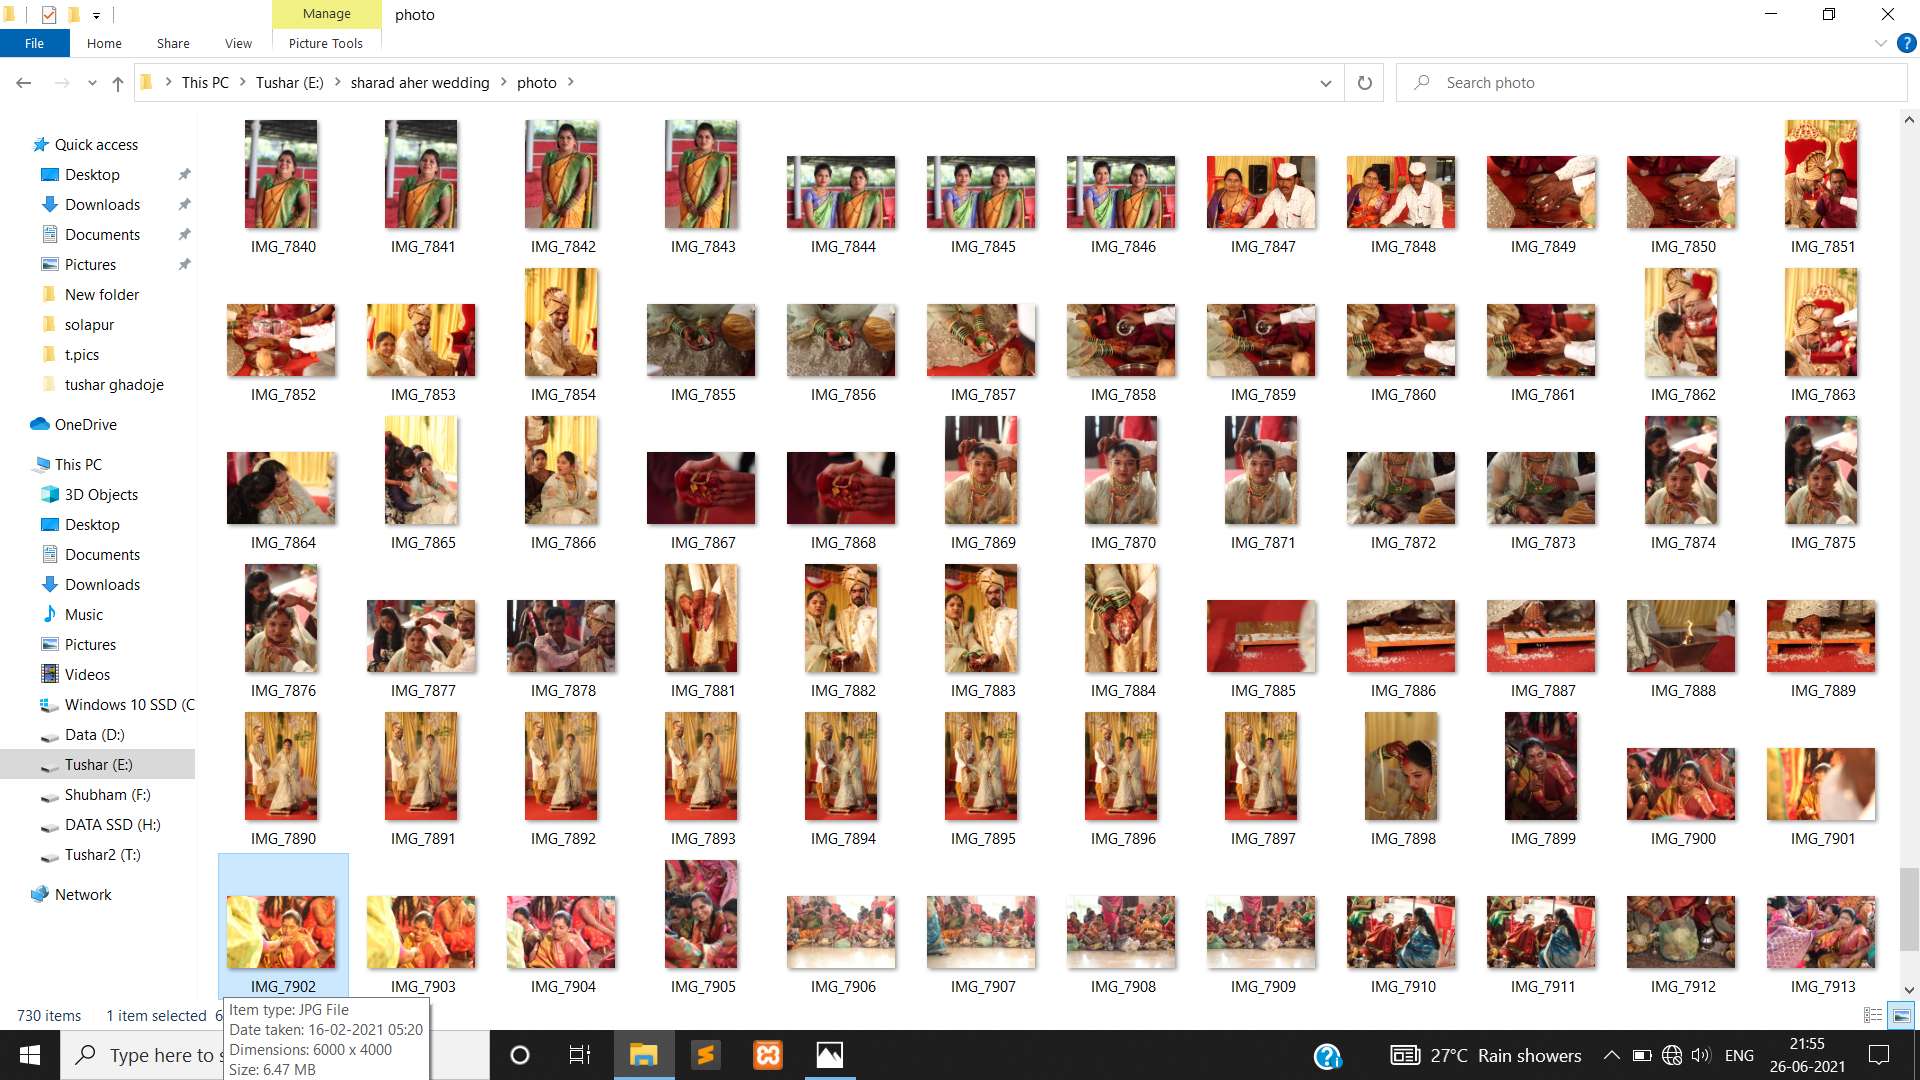 Manage
photo
File
Home
Share
View
Picture Tools
This PC
Tushar (E:)
sharad aher wedding
photo
Search photo
Quick access
Desktop
Downloads
Documents
Pictures
New folder
solapur
t.pics
tushar ghadoje
OneDrive
This PC
3D Objects
Desktop
Documents
Downloads
Music
Pictures
Videos
Windows 10 SSD (C
Data (D:)
Tushar (E:)
Shubham (F:)
DATA SSD (H:)
Tushar2 (T:)
Network
IMG_7840 IMG_7841 IMG_7842 IMG_7843 IMG_7844 IMG_7845 IMG_7846 IMG_7847 IMG_7848 IMG_7849 IMG_7850 IMG_7851
IMG_7852 IMG_7853 IMG_7854 IMG_7855 IMG_7856 IMG_7857 IMG_7858 IMG_7859 IMG_7860 IMG_7861 IMG_7862 IMG_7863
IMG_7864 IMG_7865 IMG_7866 IMG_7867 IMG_7868 IMG_7869 IMG_7870 IMG_7871 IMG_7872 IMG_7873 IMG_7874 IMG_7875
IMG_7876 IMG_7877 IMG_7878 IMG_7881 IMG_7882 IMG_7883 IMG_7884 IMG_7885 IMG_7886 IMG_7887 IMG_7888 IMG_7889
IMG_7890 IMG_7891 IMG_7892 IMG_7893 IMG_7894 IMG_7895 IMG_7896 IMG_7897 IMG_7898 IMG_7899 IMG_7900 IMG_7901
IMG_7902 IMG_7903 IMG_7904 IMG_7905 IMG_7906 IMG_7907 IMG_7908 IMG_7909 IMG_7910 IMG_7911 IMG_7912 IMG_7913
730 items 1 item selected 6
Item type: JPG File
Date taken: 16-02-2021 05:20
Dimensions: 6000 x 4000
Size: 6.47 MB
Type here to s
27°C Rain showers
ENG
21:55
26-06-2021